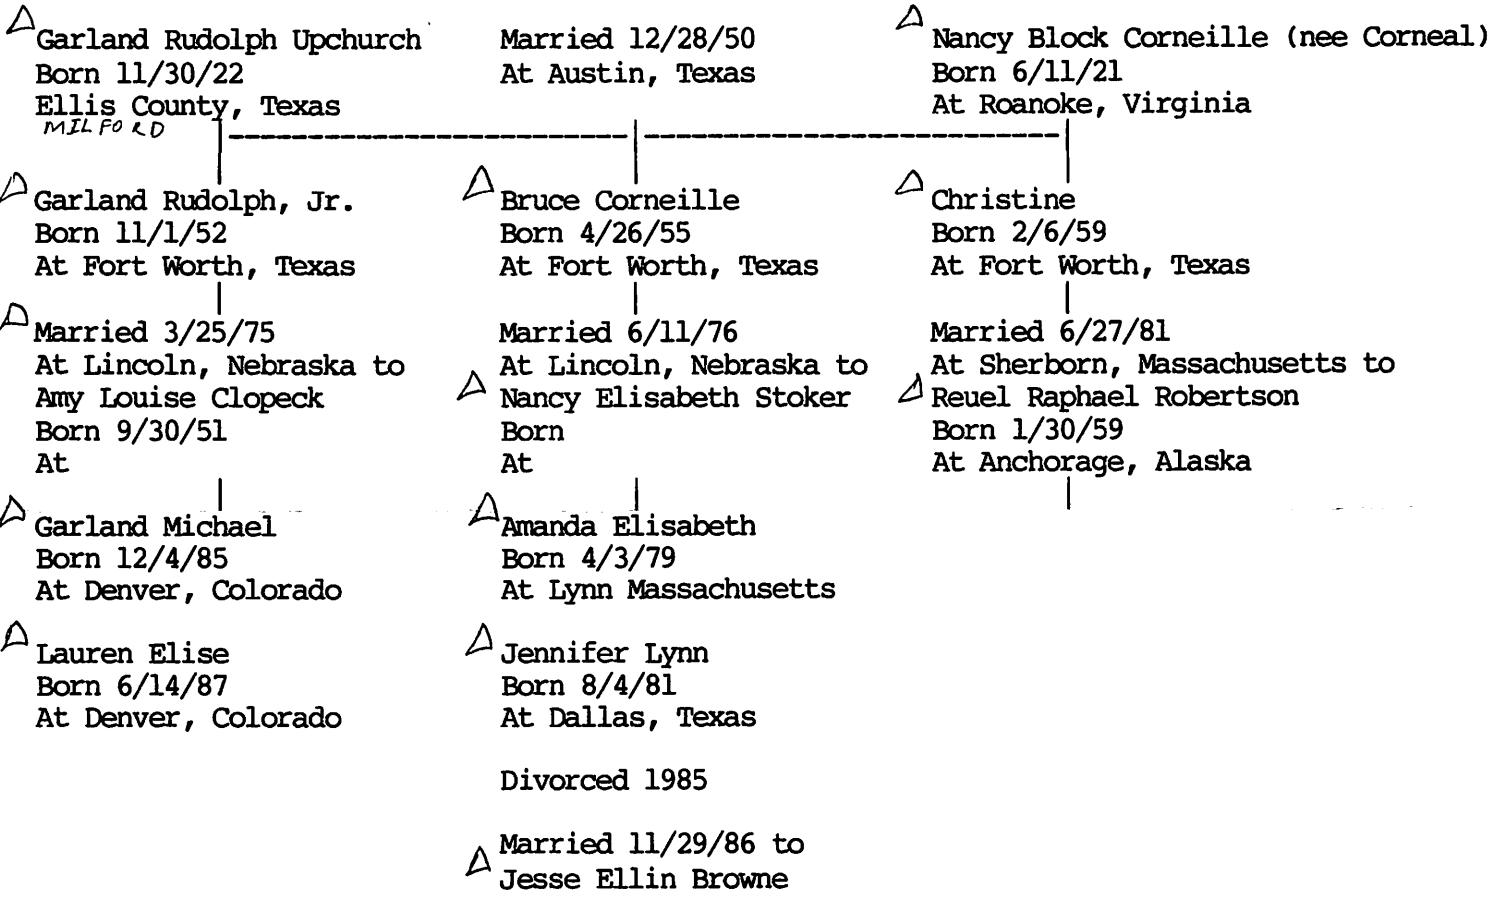 Garland Rudolph Upchurch
Born 11/30/22
Ellis County, Texas
MILFORD
Married 12/28/50
At Austin, Texas
Nancy Block Corneille (nee Corneal)
Born 6/11/21
At Roanoke, Virginia
Garland Rudolph, Jr.
Born 11/1/52
At Fort Worth, Texas
Married 3/25/75
At Lincoln, Nebraska to
Amy Louise Clopeck
Born 9/30/51
At
Garland Michael
Born 12/4/85
At Denver, Colorado
Lauren Elise
Born 6/14/87
At Denver, Colorado
Bruce Corneille
Born 4/26/55
At Fort Worth, Texas
Married 6/11/76
At Lincoln, Nebraska to
Nancy Elisabeth Stoker
Born
At
Amanda Elisabeth
Born 4/3/79
At Lynn Massachusetts
Jennifer Lynn
Born 8/4/81
At Dallas, Texas
Divorced 1985
Married 11/29/86 to
Jesse Ellin Browne
Christine
Born 2/6/59
At Fort Worth, Texas
Married 6/27/81
At Sherborn, Massachusetts to
Reuel Raphael Robertson
Born 1/30/59
At Anchorage, Alaska